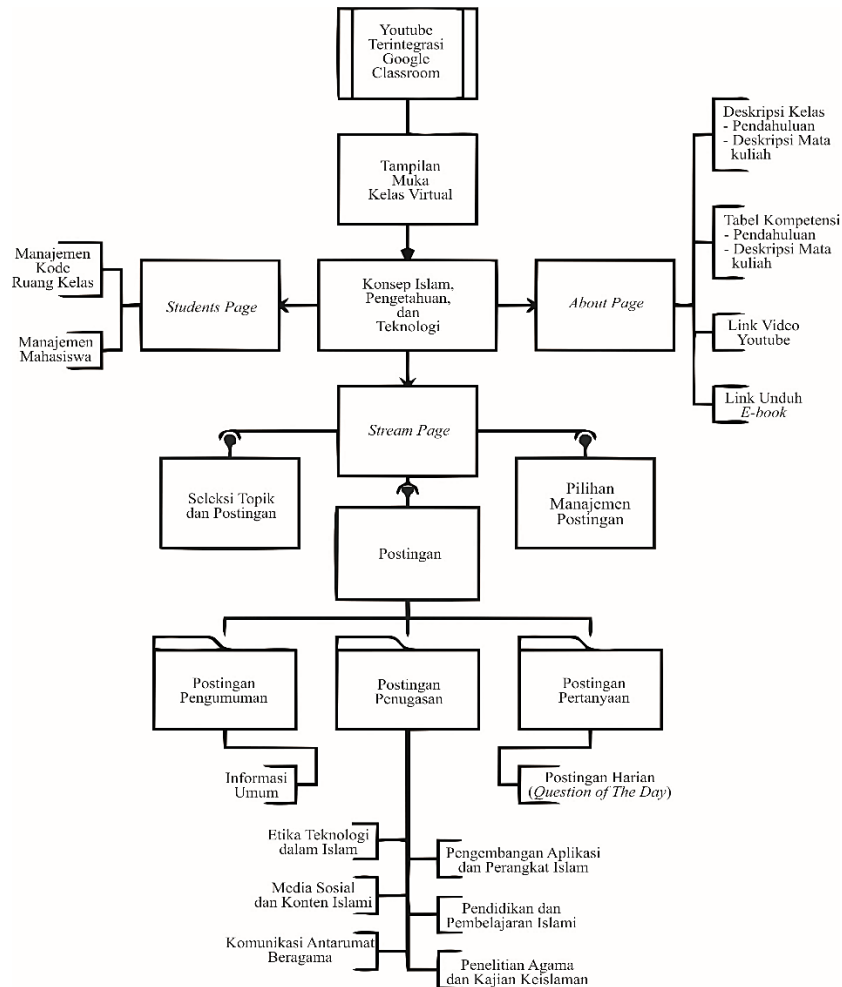 Youtube
Terintegrasi
Google
Classroom
Tampilan
Muka
Kelas Virtual
Konsep Islam,
Pengetahuan,
dan
Teknologi
Students Page
Manajemen
Kode
Ruang Kelas
Manajemen
Mahasiswa
About Page
Deskripsi Kelas
- Pendahuluan
- Deskripsi Mata
kuliah
Tabel Kompetensi
- Pendahuluan
- Deskripsi Mata
kuliah
Link Video
Youtube
Link Unduh
E-book
Stream Page
Seleksi Topik
dan Postingan
Pilihan
Manajemen
Postingan
Postingan
Postingan
Pengumuman
Postingan
Penugasan
Postingan
Pertanyaan
Informasi
Umum
Postingan Harian
(Question of The Day)
Etika Teknologi
dalam Islam
Pengembangan Aplikasi
dan Perangkat Islam
Media Sosial
dan Konten Islami
Pendidikan dan
Pembelajaran Islami
Komunikasi Antarumat
Beragama
Penelitian Agama
dan Kajian Keislaman